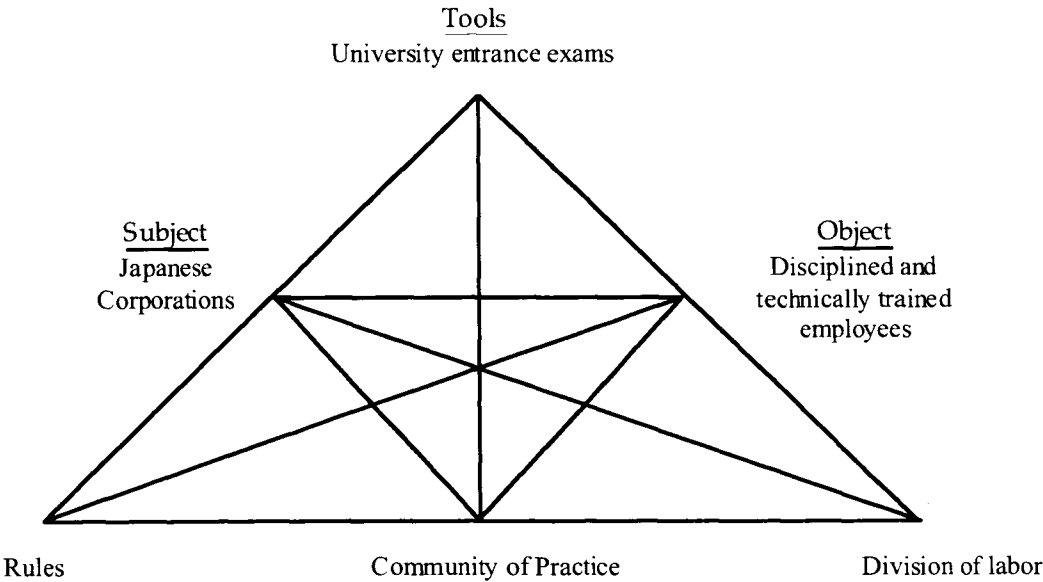 Tools
University entrance exams
Subject
Japanese
Corporations
Object
Disciplined and
technically trained
employees
Rules
Community of Practice
Division of labor